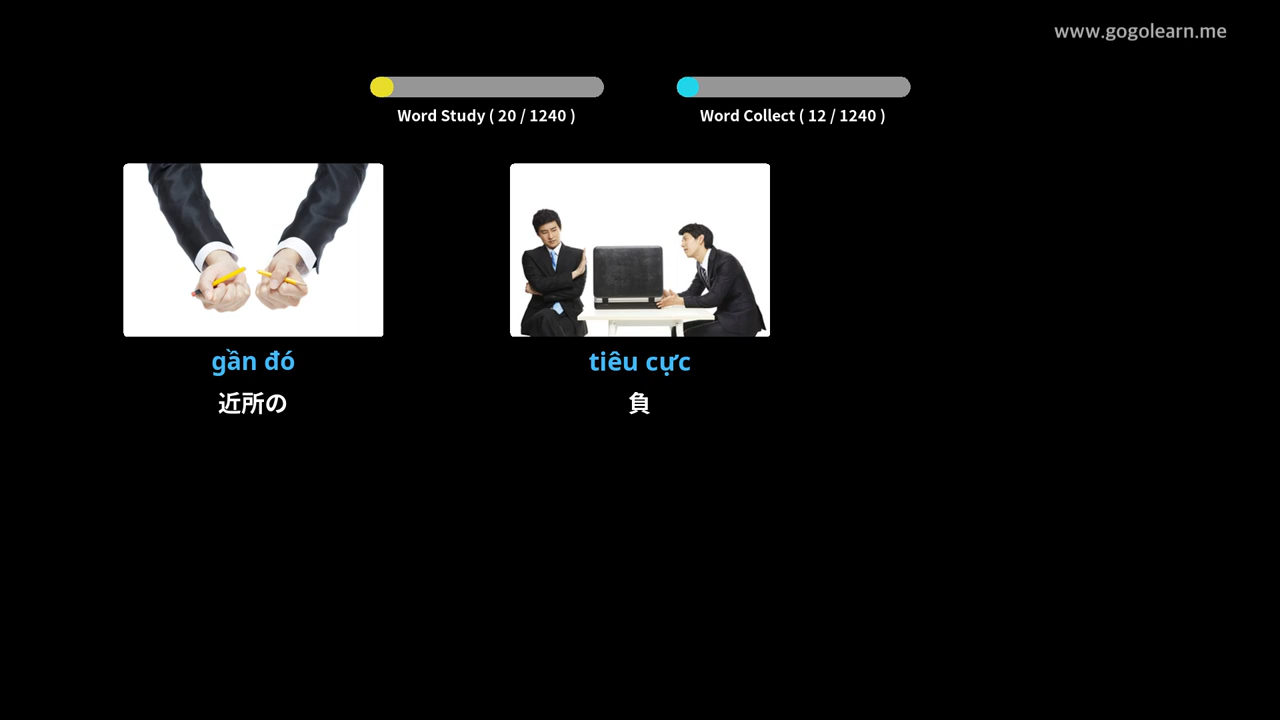 www.gogolearn.me
Word Study ( 20 / 1240 )
Word Collect ( 12 / 1240 )
gần đó
近所の
tiêu cực
負